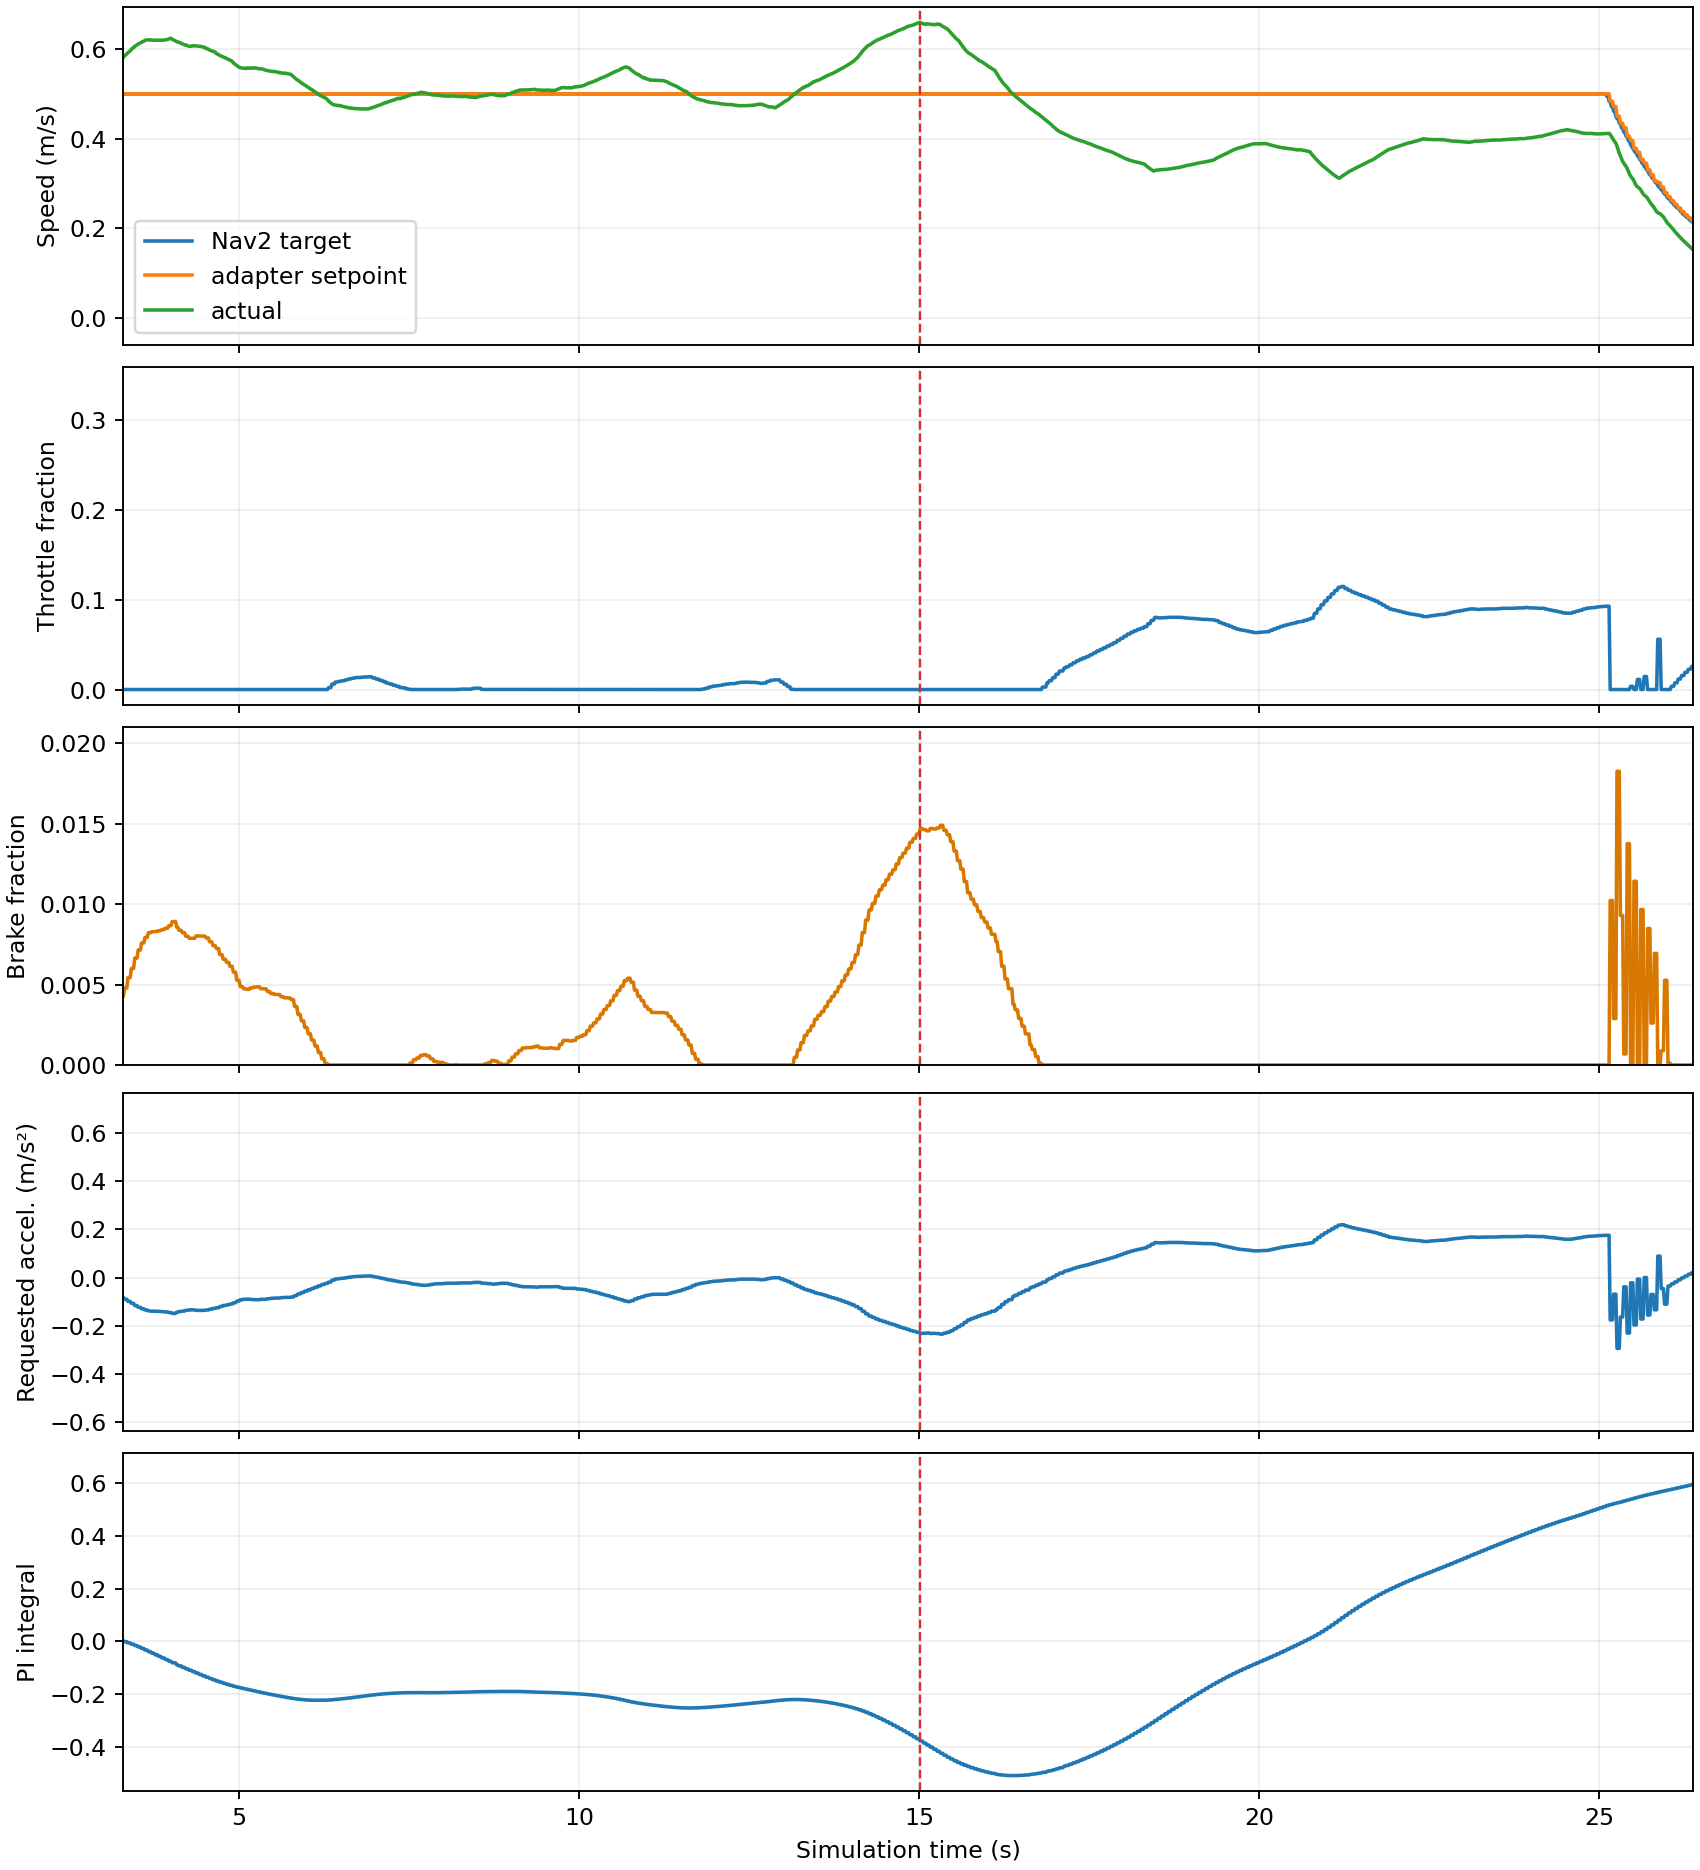 Speed (m/s)
0.6
0.4
0.2
0.0
Nav2 target
adapter setpoint
actual
Throttle fraction
0.3
0.2
0.1
0.0
Brake fraction
0.020
0.015
0.010
0.005
0.000
Requested accel. (m/s²)
0.6
0.4
0.2
0.0
−0.2
−0.4
−0.6
PI integral
0.6
0.4
0.2
0.0
−0.2
−0.4
5 10 15 20 25
Simulation time (s)